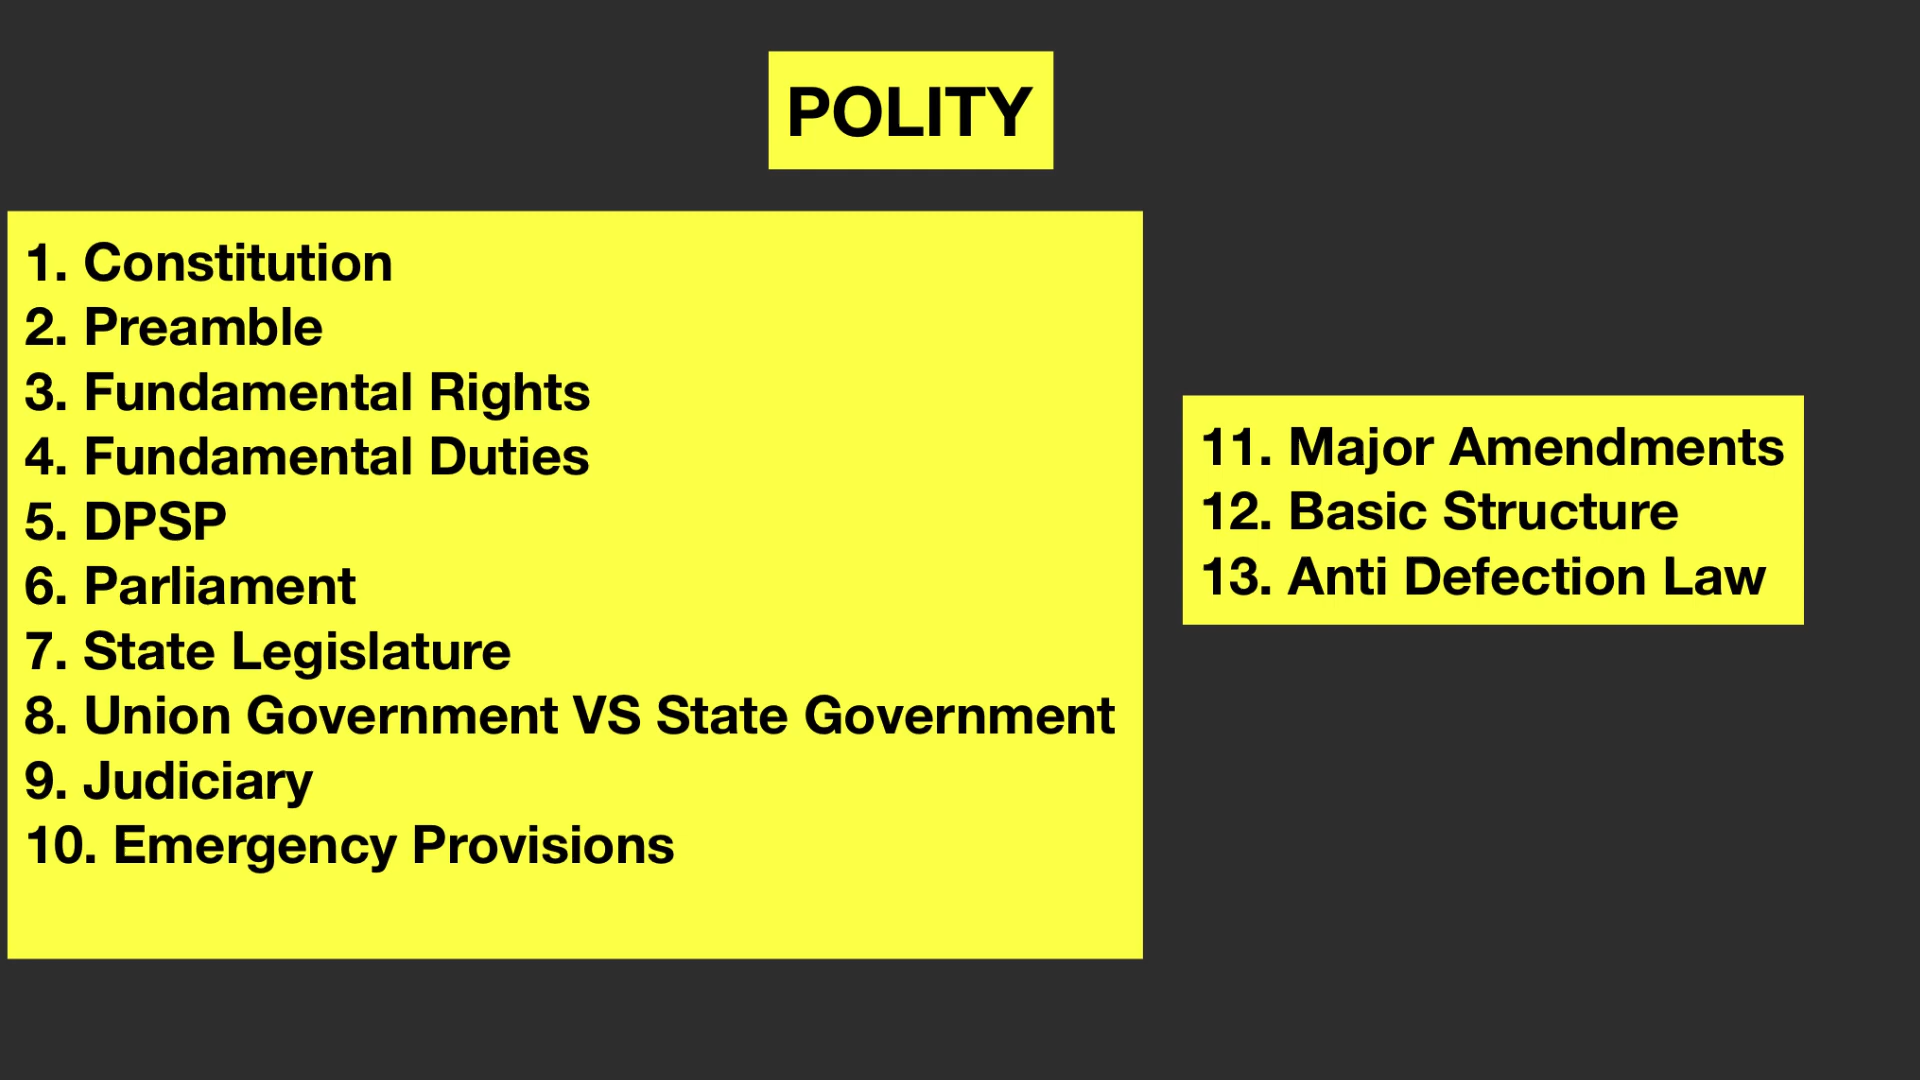 POLITY
1. Constitution
2. Preamble
3. Fundamental Rights
4. Fundamental Duties
5. DPSP
6. Parliament
7. State Legislature
8. Union Government VS State Government
9. Judiciary
10. Emergency Provisions
11. Major Amendments
12. Basic Structure
13. Anti Defection Law